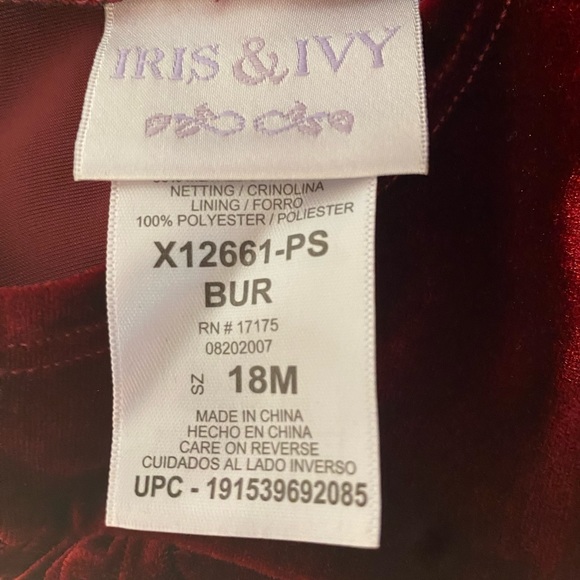 IRIS & IVY
NETTING / CRINOLINA
LINING / FORRO
100% POLYESTER / POLIESTER
X12661-PS
BUR
RN # 17175
08202007
SZ 18M
MADE IN CHINA
HECHO EN CHINA
CARE ON REVERSE
CUIDADOS AL LADO INVERSO
UPC - 191539692085